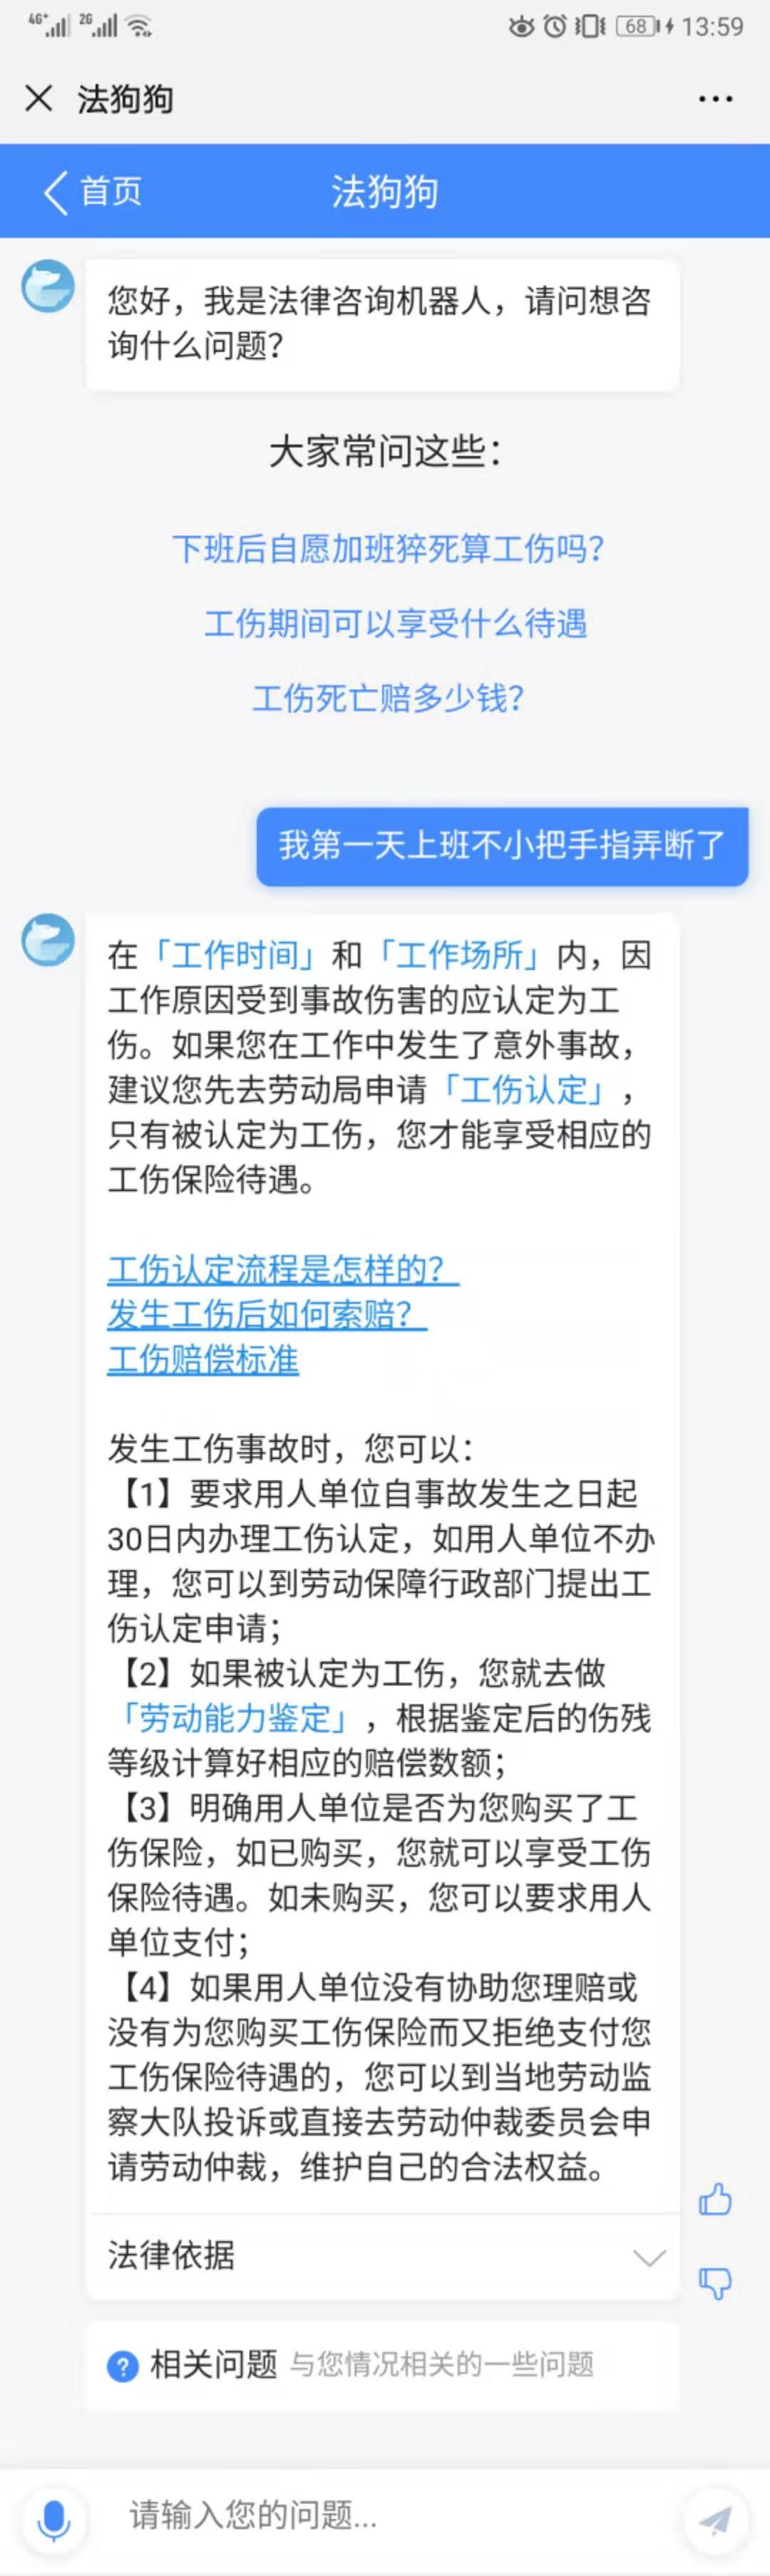 4G+ 2G 68 13:59
法狗狗
首页 法狗狗
您好，我是法律咨询机器人，请问想咨
询什么问题？
大家常问这些：
下班后自愿加班猝死算工伤吗？
工伤期间可以享受什么待遇
工伤死亡赔多少钱？
我第一天上班不小把手指弄断了
在「工作时间」和「工作场所」内，因
工作原因受到事故伤害的应认定为工
伤。如果您在工作中发生了意外事故，
建议您先去劳动局申请「工伤认定」，
只有被认定为工伤，您才能享受相应的
工伤保险待遇。
工伤认定流程是怎样的？
发生工伤后如何索赔？
工伤赔偿标准
发生工伤事故时，您可以：
【1】要求用人单位自事故发生之日起
30日内办理工伤认定，如用人单位不办
理，您可以到劳动保障行政部门提出工
伤认定申请；
【2】如果被认定为工伤，您就去做
「劳动能力鉴定」，根据鉴定后的伤残
等级计算好相应的赔偿数额；
【3】明确用人单位是否为您购买了工
伤保险，如已购买，您就可以享受工伤
保险待遇。如未购买，您可以要求用人
单位支付；
【4】如果用人单位没有协助您理赔或
没有为您购买工伤保险而又拒绝支付您
工伤保险待遇的，您可以到当地劳动监
察大队投诉或直接去劳动仲裁委员会申
请劳动仲裁，维护自己的合法权益。
法律依据
相关问题 与您情况相关的一些问题
请输入您的问题...